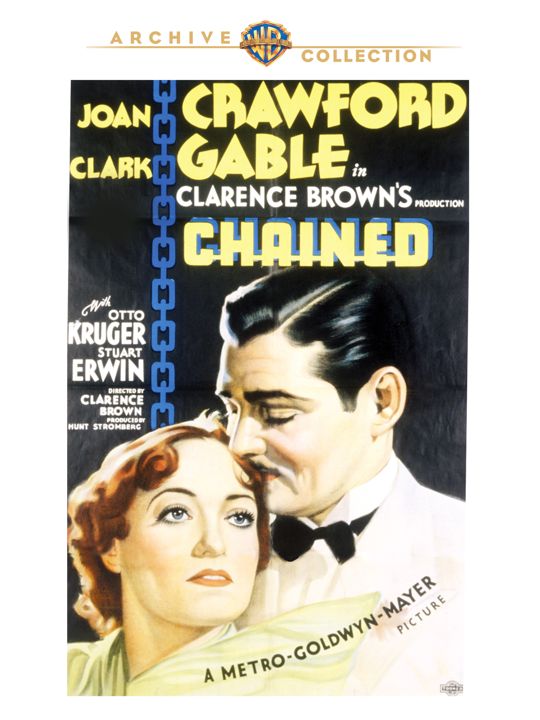 ARCHIVE WB COLLECTION
JOAN CRAWFORD
CLARK GABLE in
CLARENCE BROWN'S PRODUCTION
CHAINED
With
OTTO
KRUGER
STUART
ERWIN
DIRECTED BY
CLARENCE
BROWN
PRODUCED BY
HUNT STROMBERG
A METRO-GOLDWYN-MAYER
PICTURE